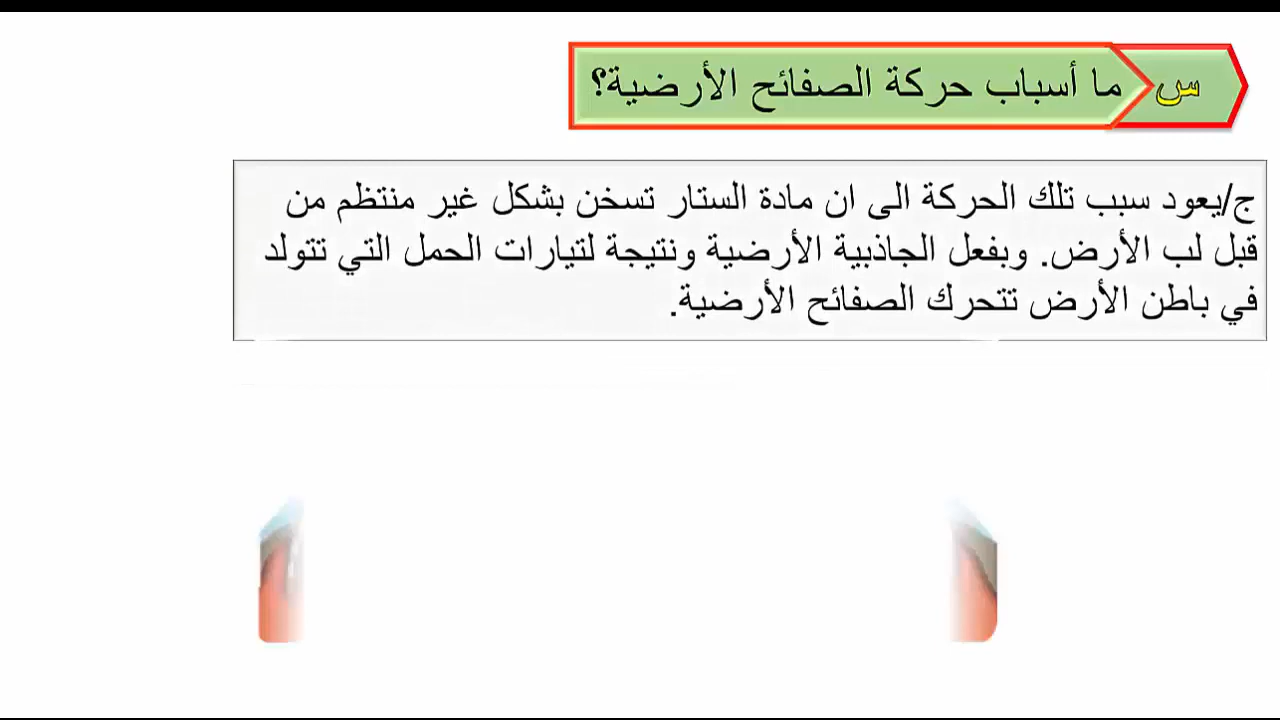 س ما أسباب حركة الصفائح الأرضية؟
ج/يعود سبب تلك الحركة الى ان مادة الستار تسخن بشكل غير منتظم من
قبل لب الأرض. وبفعل الجاذبية الأرضية ونتيجة لتيارات الحمل التي تتولد
في باطن الأرض تتحرك الصفائح الأرضية.